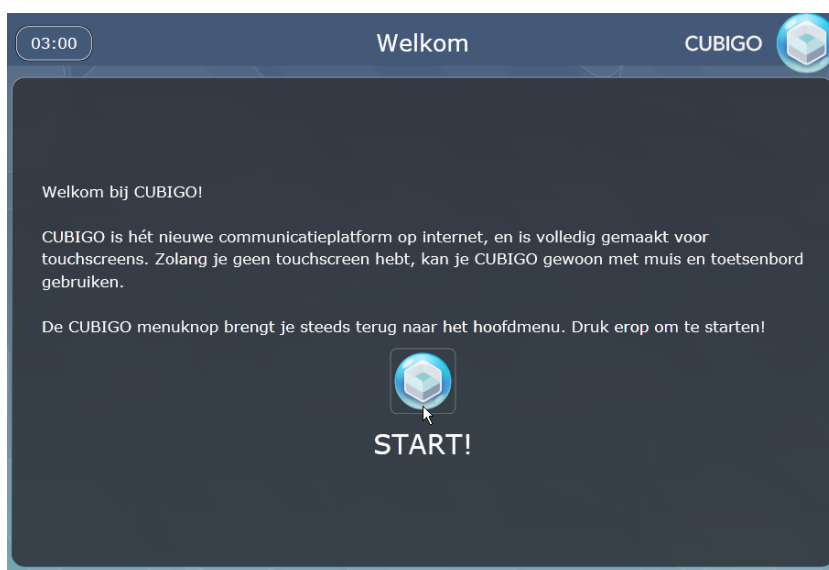 03:00
Welkom
CUBIGO
Welkom bij CUBIGO!
CUBIGO is hét nieuwe communicatieplatform op internet, en is volledig gemaakt voor
touchscreens. Zolang je geen touchscreen hebt, kan je CUBIGO gewoon met muis en toetsenbord
gebruiken.
De CUBIGO menuknop brengt je steeds terug naar het hoofdmenu. Druk erop om te starten!
START!